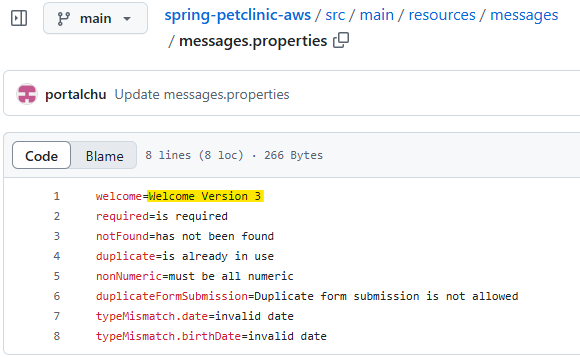 main spring-petclinic-aws / src / main / resources / messages
/ messages.properties
portalchu Update messages.properties
Code Blame 8 lines (8 loc) · 266 Bytes
1 welcome=Welcome Version 3
2 required=is required
3 notFound=has not been found
4 duplicate=is already in use
5 nonNumeric=must be all numeric
6 duplicateFormSubmission=Duplicate form submission is not allowed
7 typeMismatch.date=invalid date
8 typeMismatch.birthDate=invalid date